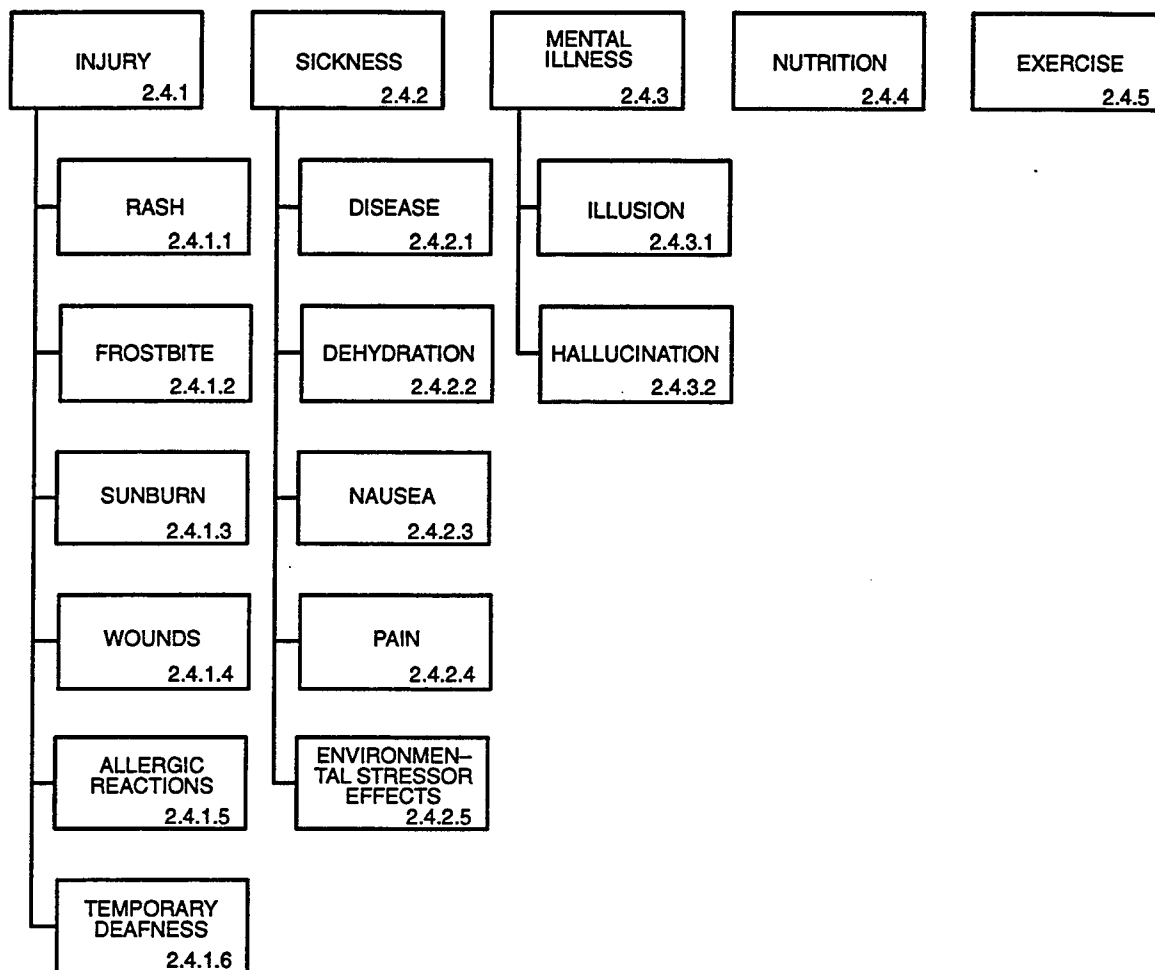 INJURY
2.4.1
SICKNESS
2.4.2
MENTAL
ILLNESS
2.4.3
NUTRITION
2.4.4
EXERCISE
2.4.5
RASH
2.4.1.1
DISEASE
2.4.2.1
ILLUSION
2.4.3.1
FROSTBITE
2.4.1.2
DEHYDRATION
2.4.2.2
HALLUCINATION
2.4.3.2
SUNBURN
2.4.1.3
NAUSEA
2.4.2.3
WOUNDS
2.4.1.4
PAIN
2.4.2.4
ALLERGIC
REACTIONS
2.4.1.5
ENVIRONMEN–
TAL STRESSOR
EFFECTS
2.4.2.5
TEMPORARY
DEAFNESS
2.4.1.6